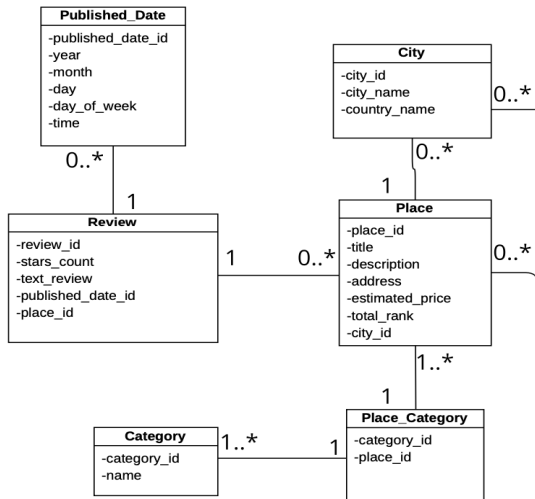 Published_Date
-published_date_id
-year
-month
-day
-day_of_week
-time
City
-city_id
-city_name
-country_name
0..*
0..*
0..*
1
1
Review
-review_id
-stars_count
-text_review
-published_date_id
-place_id
1
0..*
Place
-place_id
-title
-description
-address
-estimated_price
-total_rank
-city_id
0..*
1..*
1
Category
-category_id
-name
1..*
1
Place_Category
-category_id
-place_id